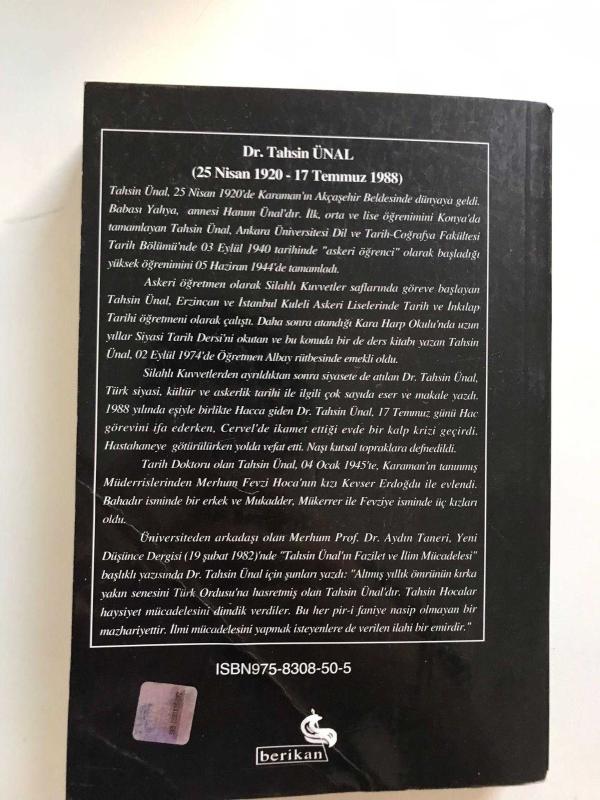 Dr. Tahsin ÜNAL
(25 Nisan 1920 - 17 Temmuz 1988)
Tahsin Ünal, 25 Nisan 1920'de Karaman'ın Akçaşehir Beldesinde dünyaya geldi.
Babası Yahya, annesi Hanım Ünal'dır. İlk, orta ve lise öğrenimini Konya'da
tamamlayan Tahsin Ünal, Ankara Üniversitesi Dil ve Tarih-Coğrafya Fakültesi
Tarih Bölümü'nde 03 Eylül 1940 tarihinde "askeri öğrenci" olarak başladığı
yüksek öğrenimini 05 Haziran 1944'de tamamladı.
Askeri öğretmen olarak Silahlı Kuvvetler saflarında göreve başlayan
Tahsin Ünal, Erzincan ve İstanbul Kuleli Askeri Liselerinde Tarih ve İnkılap
Tarihi öğretmeni olarak çalıştı. Daha sonra atandığı Kara Harp Okulu'nda uzun
yıllar Siyasi Tarih Dersi'ni okutan ve bu konuda bir de ders kitabı yazan Tahsin
Ünal, 02 Eylül 1974'de Öğretmen Albay rütbesinde emekli oldu.
Silahlı Kuvvetlerden ayrıldıktan sonra siyasete de atılan Dr. Tahsin Ünal,
Türk siyasi, kültür ve askerlik tarihi ile ilgili çok sayıda eser ve makale yazdı.
1988 yılında eşiyle birlikte Hacca giden Dr. Tahsin Ünal, 17 Temmuz günü Hac
görevini ifa ederken, Cervel'de ikamet ettiği evde bir kalp krizi geçirdi.
Hastahaneye götürülürken yolda vefat etti. Naşı kutsal topraklara defnedildi.
Tarih Doktoru olan Tahsin Ünal, 04 Ocak 1945'te, Karaman'ın tanınmış
Müderrislerinden Merhum Fevzi Hoca'nın kızı Kevser Erdoğdu ile evlendi.
Bahadır isminde bir erkek ve Mukadder, Mükerrer ile Fevziye isminde üç kızları
oldu.
Üniversiteden arkadaşı olan Merhum Prof. Dr. Aydın Taneri, Yeni
Düşünce Dergisi (19 şubat 1982)'nde "Tahsin Ünal'ın Fazilet ve İlim Mücadelesi"
başlıklı yazısında Dr. Tahsin Ünal için şunları yazdı: "Altmış yıllık ömrünün kırka
yakın senesini Türk Ordusu'na hasretmiş olan Tahsin Ünal'dır. Tahsin Hocalar
haysiyet mücadelesini dimdik verdiler. Bu her pir-i faniye nasip olmayan bir
mazhariyettir. İlmi mücadelesini yapmak isteyenlere de verilen ilahi bir emirdir."
ISBN975-8308-50-5
berikan